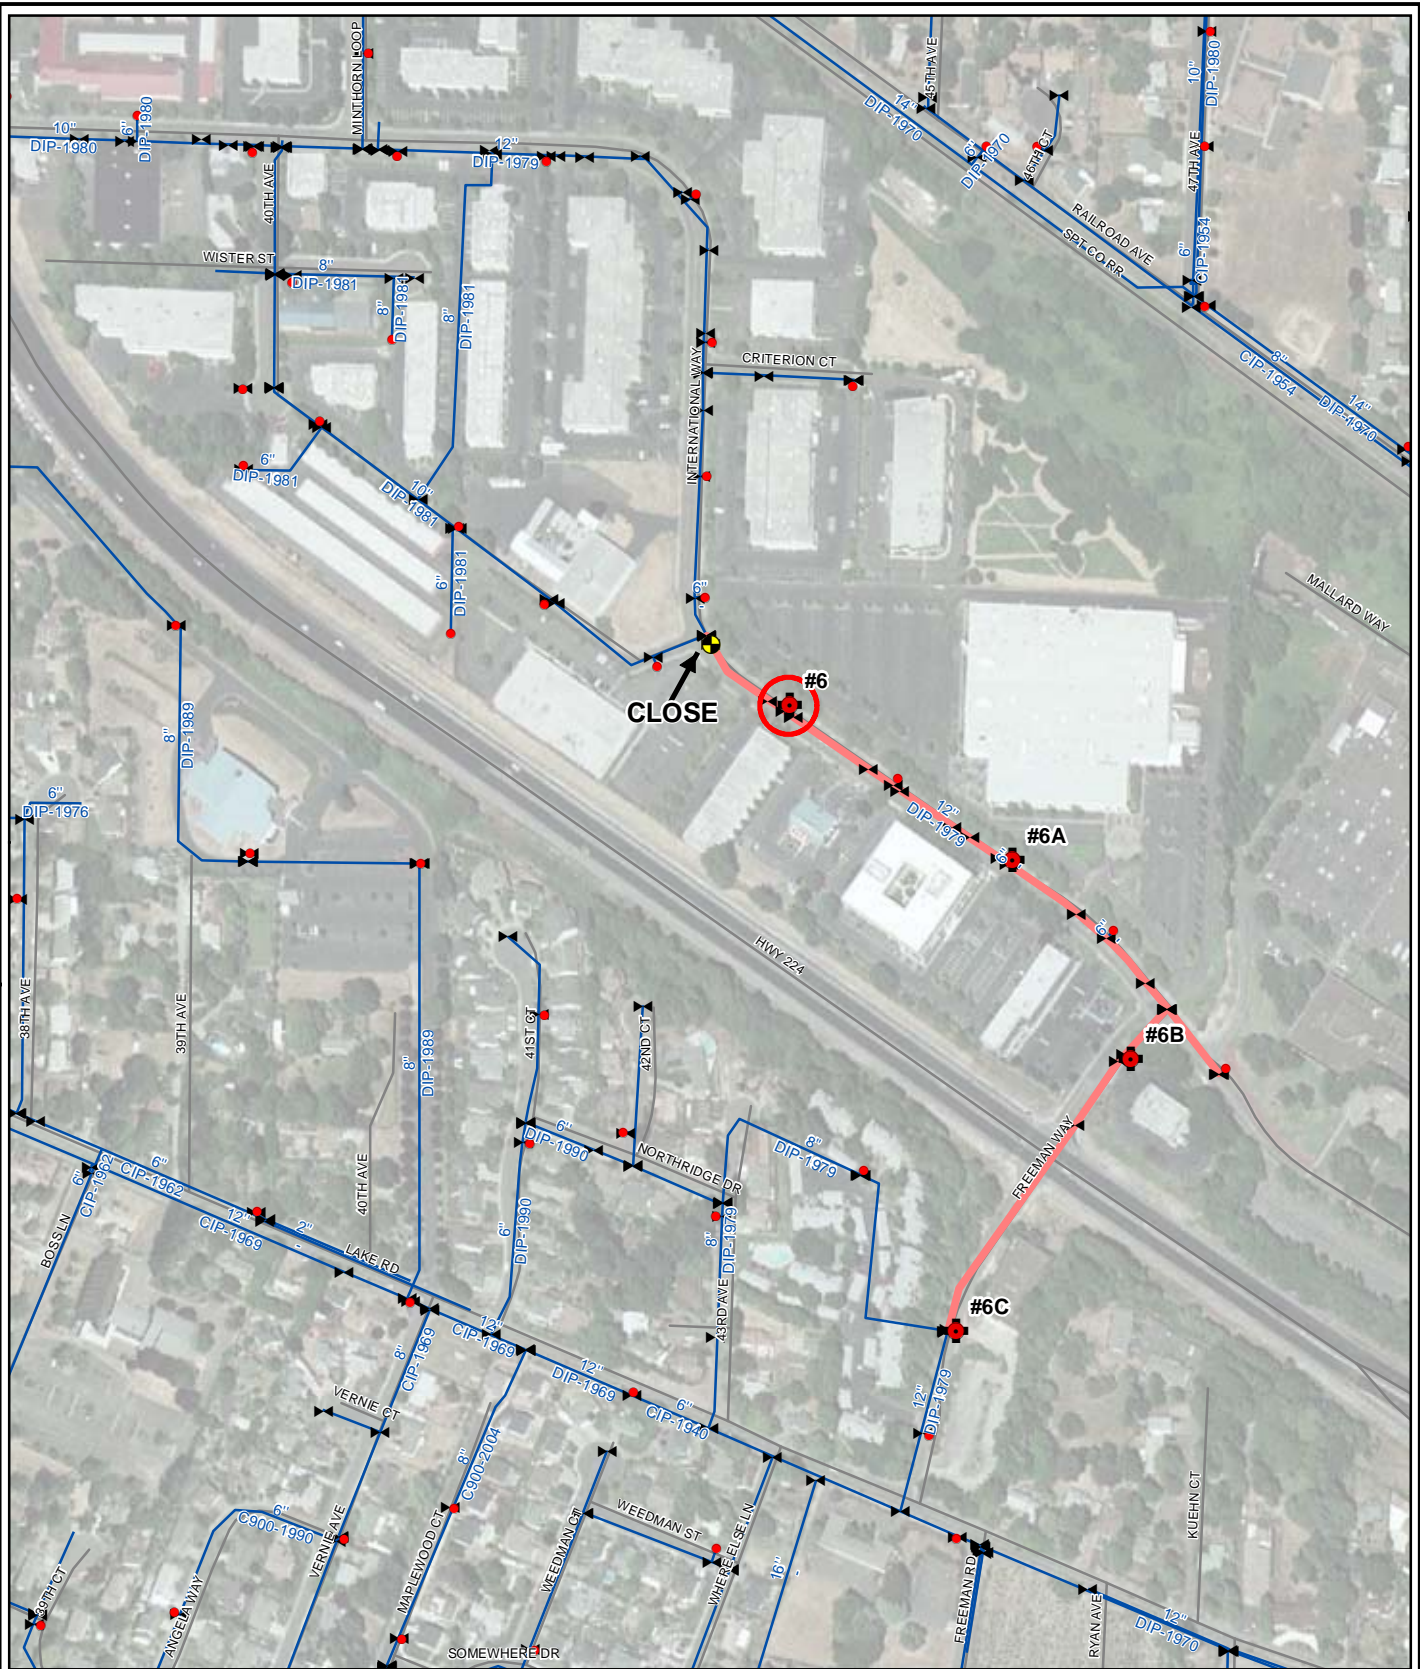 MINTHORN LOOP
45TH AVE
10"
DIP-1980
6"
DIP-1980
12"
DIP-1979
14"
DIP-1970
6"
DIP-1970
46TH CT
10"
DIP-1980
47TH AVE
40TH AVE
WISTER ST
8"
DIP-1981
8"
DIP-1981
8"
DIP-1981
RAILROAD AVE
SPT CO RR
6"
CIP-1954
INTERNATIONAL WAY
CRITERION CT
8"
CIP-1954
14"
DIP-1970
6"
DIP-1981
10"
DIP-1981
6"
DIP-1981
6"
MALLARD WAY
CLOSE
#6
8"
DIP-1989
6"
DIP-1976
12"
DIP-1979
6"
#6A
6"
HWY 224
38TH AVE
39TH AVE
8"
DIP-1989
41ST CT
42ND CT
#6B
6"
DIP-1990
NORTHRIDGE DR
8"
DIP-1979
FREEMAN WAY
6"
CIP-1962
6"
CIP-1962
40TH AVE
BOSS LN
12"
CIP-1969
2"
-
LAKE RD
6"
DIP-1990
8"
DIP-1979
43RD AVE
#6C
8"
CIP-1969
12"
CIP-1969
12"
DIP-1969
6"
CIP-1940
12"
DIP-1979
VERNIE CT
8"
C900-2004
6"
C900-1990
VERNIE AVE
MAPLEWOOD CT
WEEDMAN CT
WEEDMAN ST
WHERE ELSE LN
16"
-
KUEHN CT
39TH CT
ANGELA WAY
SOMEWHERE DR
FREEMAN RD
RYAN AVE
12"
DIP-1970